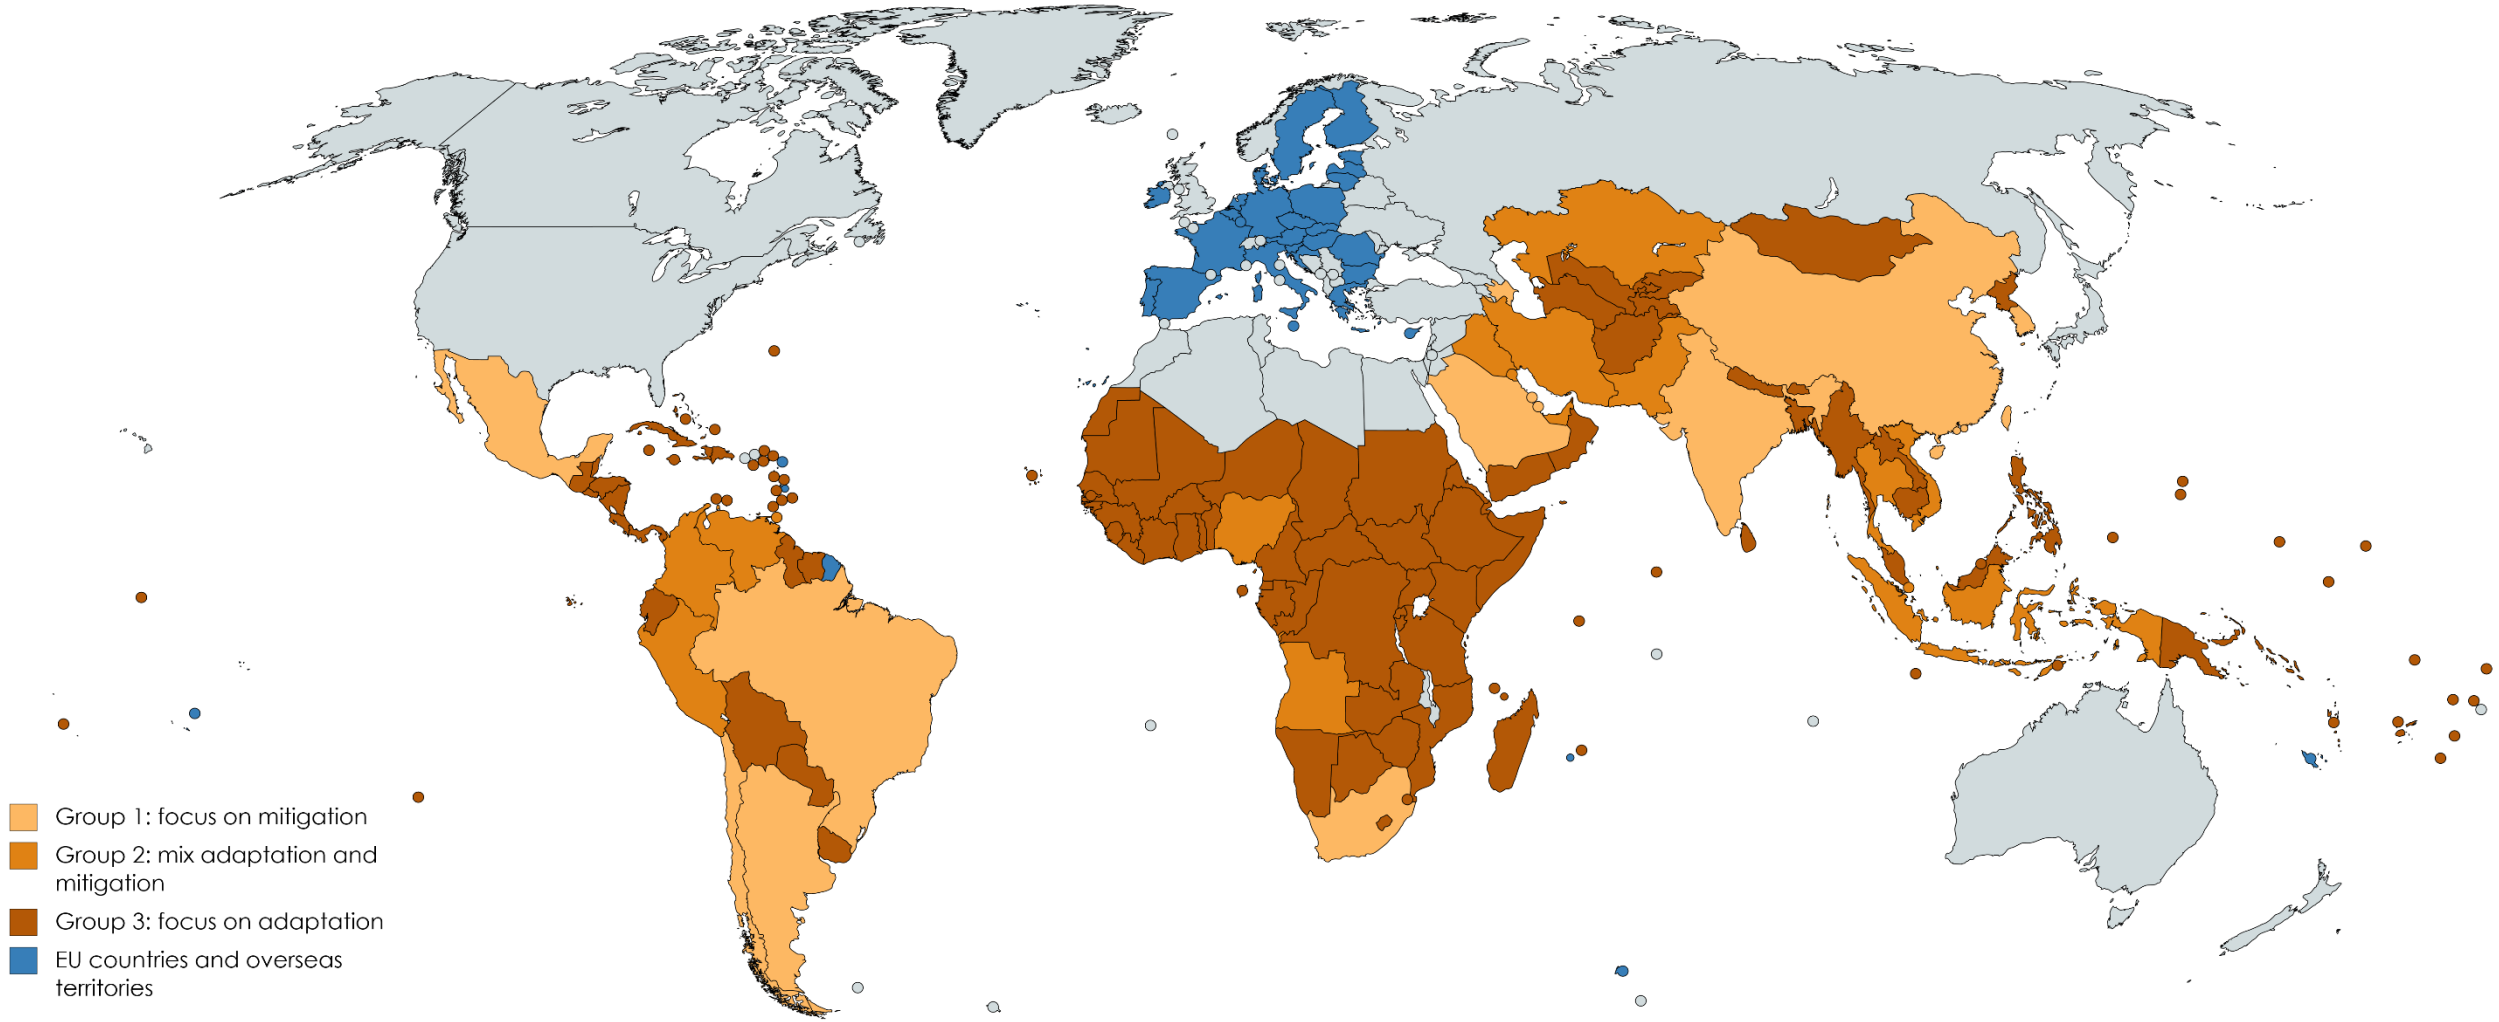 Group 1: focus on mitigation
Group 2: mix adaptation and
mitigation
Group 3: focus on adaptation
EU countries and overseas
territories